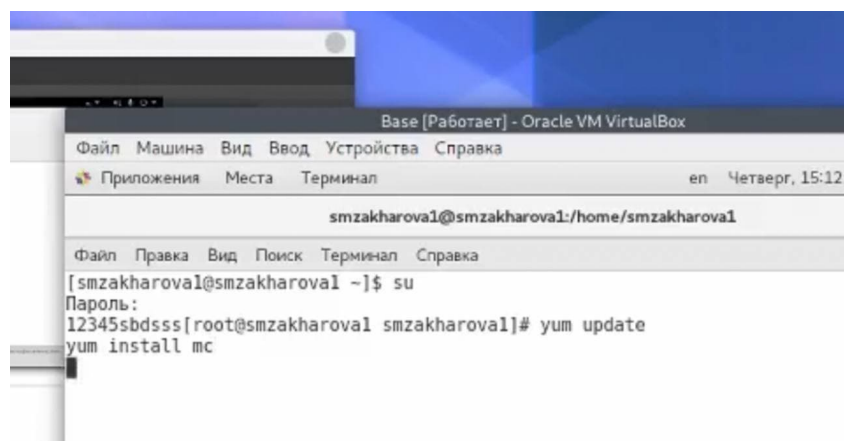 Base [Работает] - Oracle VM VirtualBox
Файл Машина Вид Ввод Устройства Справка
Приложения Места Терминал en Четверг, 15:12
smzakharova1@smzakharova1:/home/smzakharova1
Файл Правка Вид Поиск Терминал Справка
[smzakharova1@smzakharova1 ~]$ su
Пароль:
12345sbdsss[root@smzakharova1 smzakharova1]# yum update
yum install mc